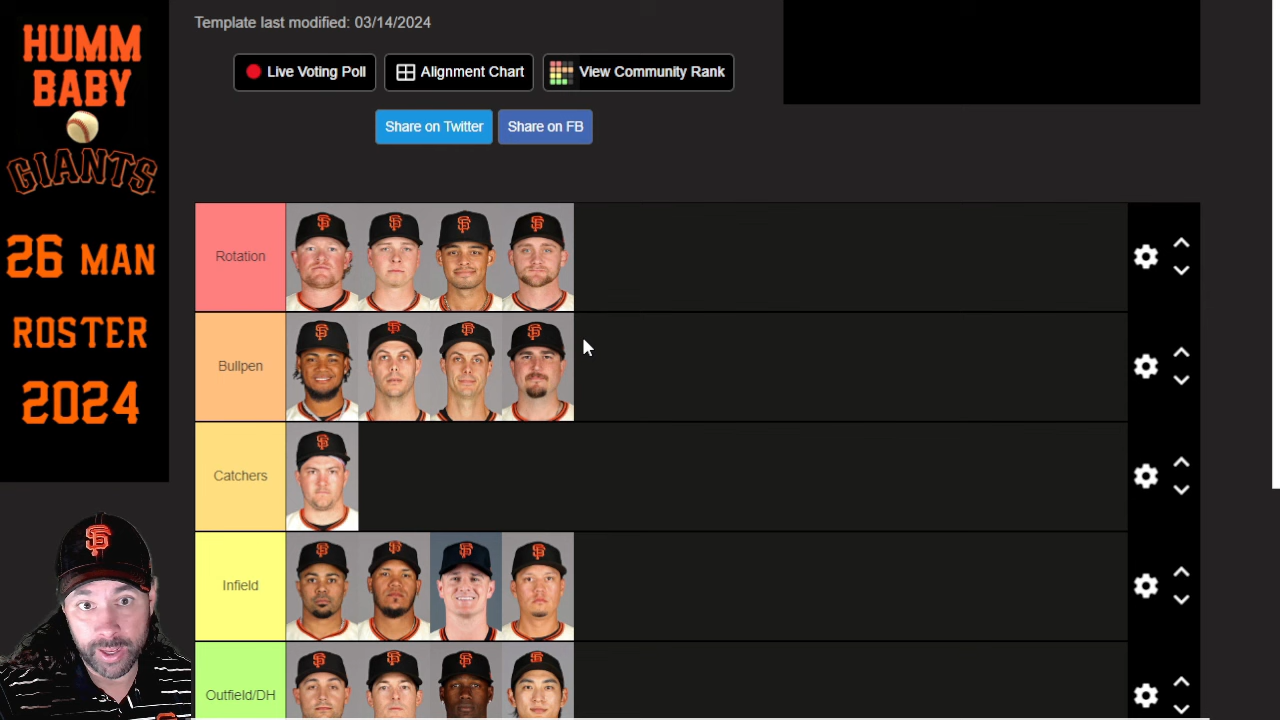 Template last modified: 03/14/2024
HUMM
BABY
GIANTS
26 MAN
ROSTER
2024
Live Voting Poll
Alignment Chart
View Community Rank
Share on Twitter
Share on FB
Rotation
Bullpen
Catchers
Infield
Outfield/DH